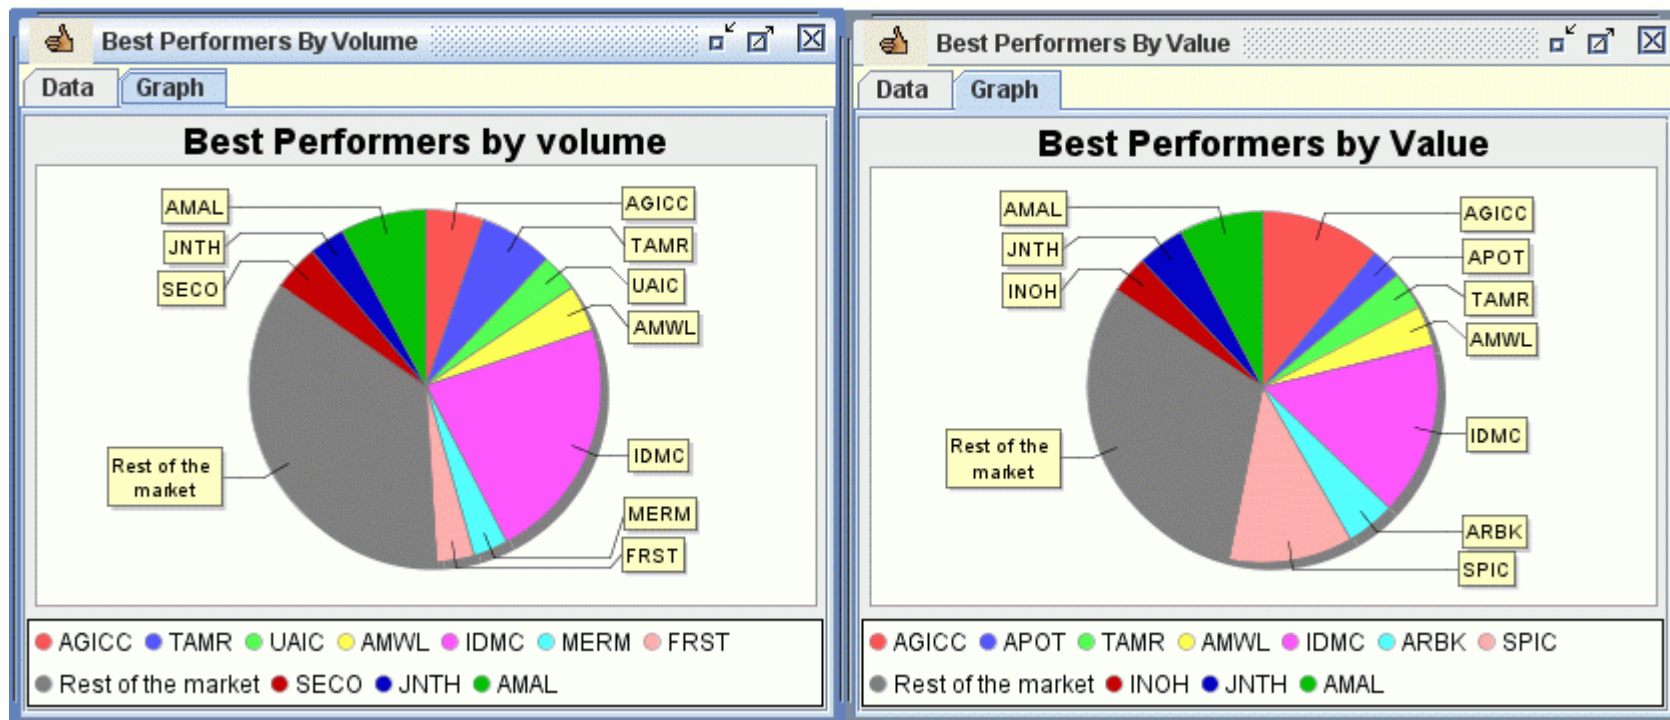 Best Performers By Volume
Data
Graph
Best Performers by volume
AMAL
JNTH
SECO
AGICC
TAMR
UAIC
AMWL
IDMC
MERM
FRST
Rest of the
market
AGICC TAMR UAIC AMWL IDMC MERM FRST
Rest of the market SECO JNTH AMAL
Best Performers By Value
Data
Graph
Best Performers by Value
AMAL
JNTH
INOH
AGICC
APOT
TAMR
AMWL
IDMC
ARBK
SPIC
Rest of the
market
AGICC APOT TAMR AMWL IDMC ARBK SPIC
Rest of the market INOH JNTH AMAL